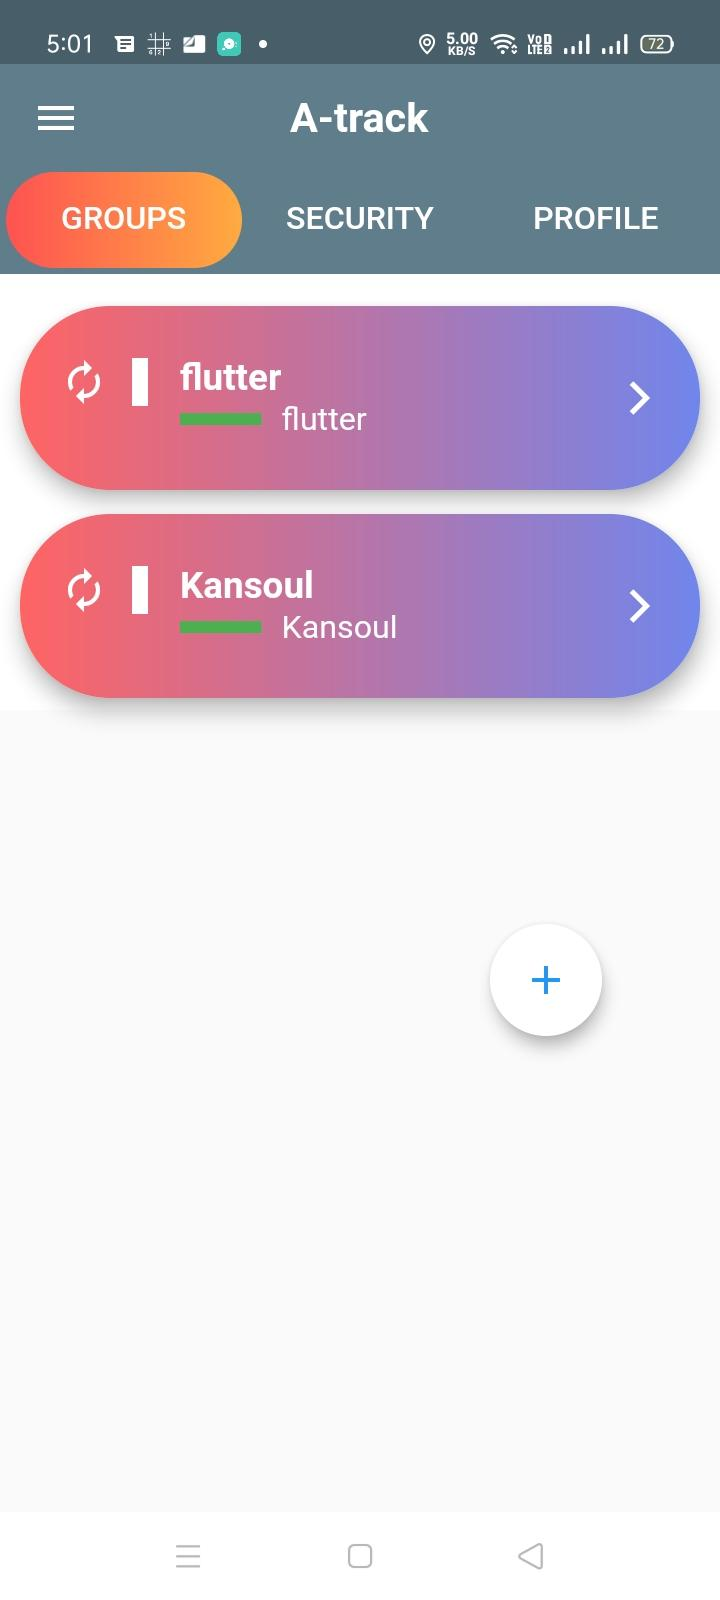 5:01 5.00 KB/S VoD LTE2 72
A-track
GROUPS SECURITY PROFILE
flutter
flutter
Kansoul
Kansoul